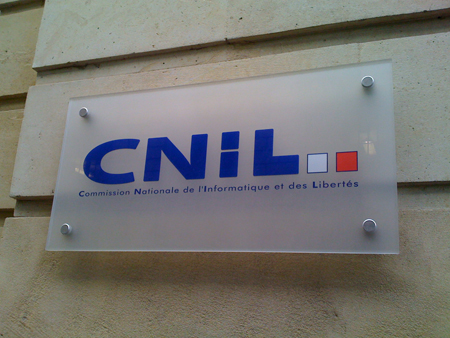 CNiL
Commission Nationale de l'Informatique et des Libertés